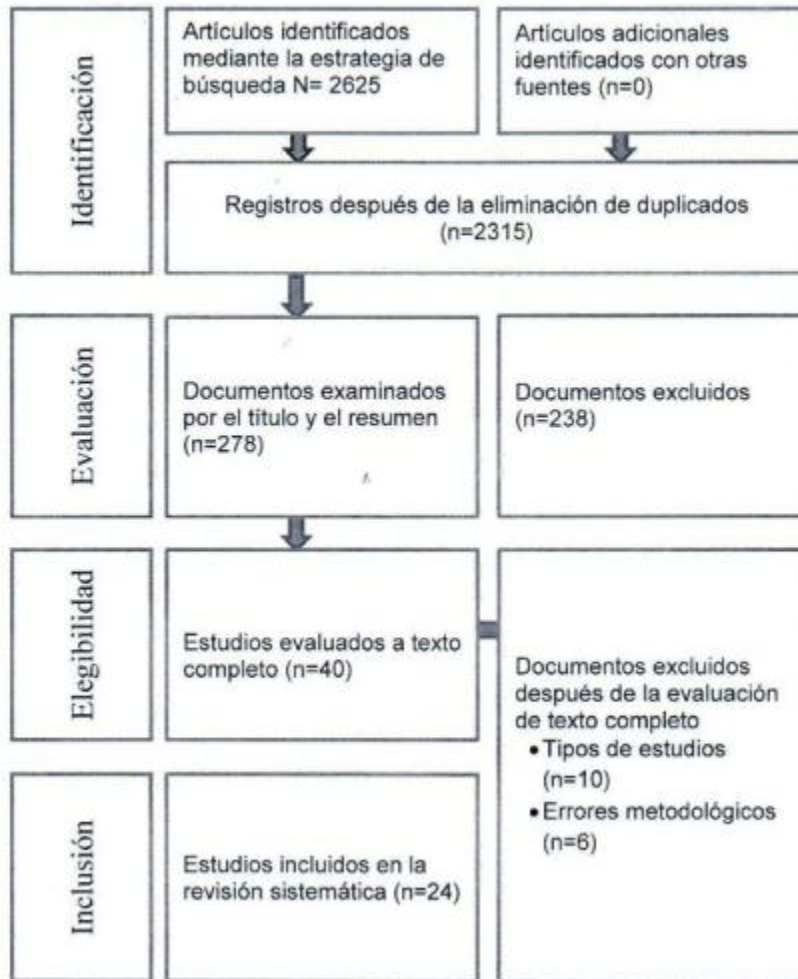 Identificación
Artículos identificados
mediante la estrategia de
búsqueda N= 2625
Artículos adicionales
identificados con otras
fuentes (n=0)
Registros después de la eliminación de duplicados
(n=2315)
Evaluación
Documentos examinados
por el título y el resumen
(n=278)
Documentos excluidos
(n=238)
Elegibilidad
Estudios evaluados a texto
completo (n=40)
Documentos excluidos
después de la evaluación
de texto completo
• Tipos de estudios
(n=10)
• Errores metodológicos
(n=6)
Inclusión
Estudios incluidos en la
revisión sistemática (n=24)